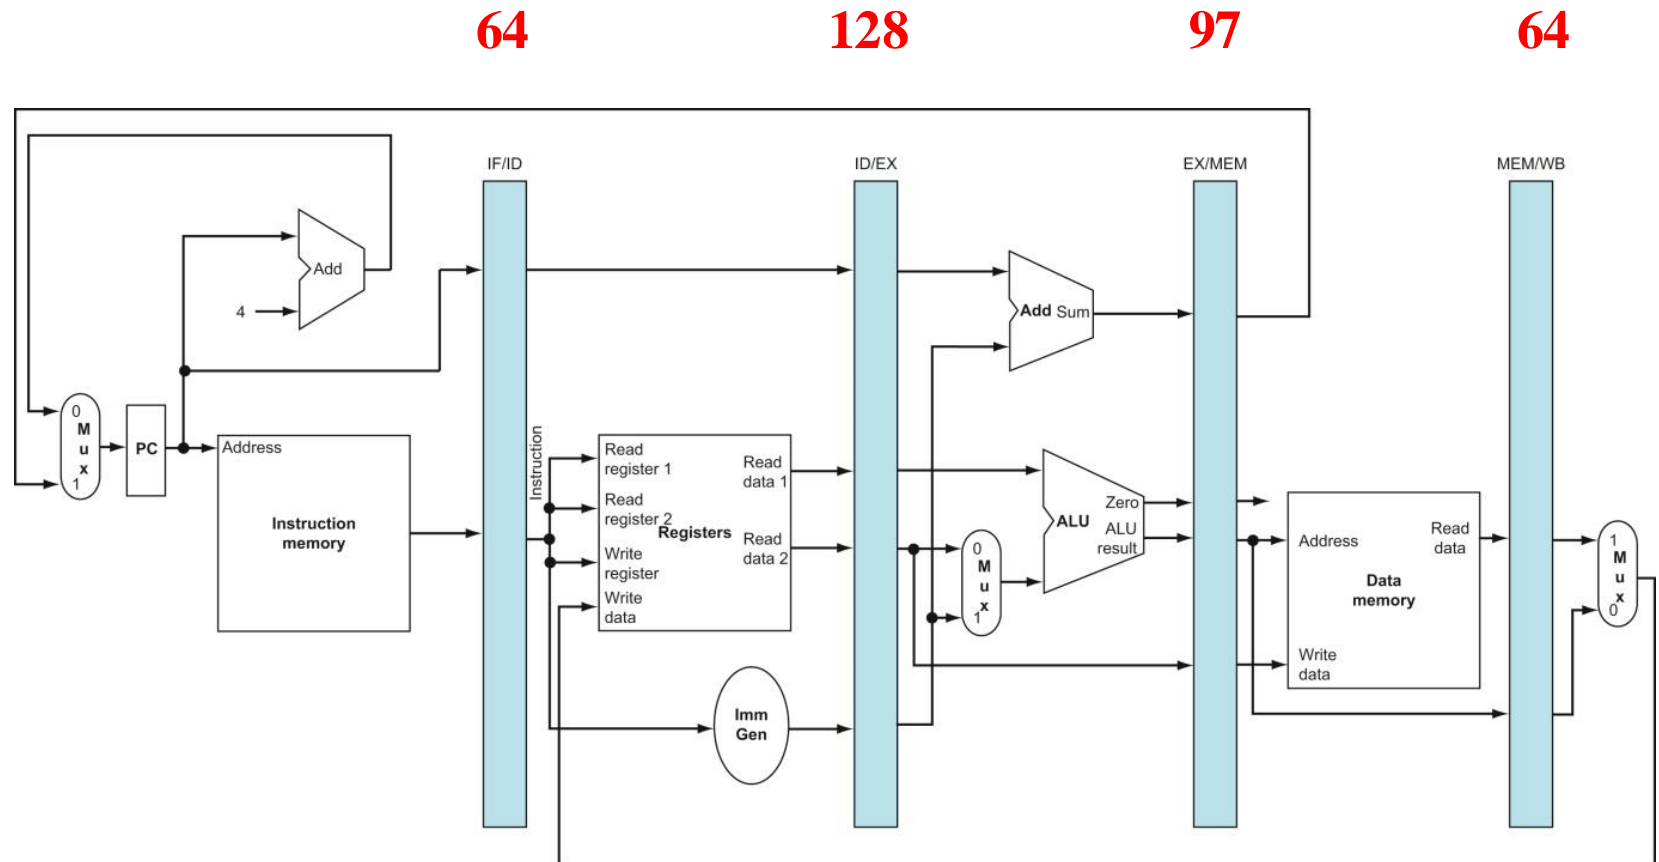 64
128
97
64
IF/ID
ID/EX
EX/MEM
MEM/WB
Add
4
Add Sum
0
M
u
x
1
PC
Address
Instruction
memory
Instruction
Read
register 1
Read
register 2
Write
register
Write
data
Registers
Read
data 1
Read
data 2
Imm
Gen
0
M
u
x
1
Zero
ALU
ALU
result
Address
Read
data
Data
memory
Write
data
1
M
u
x
0